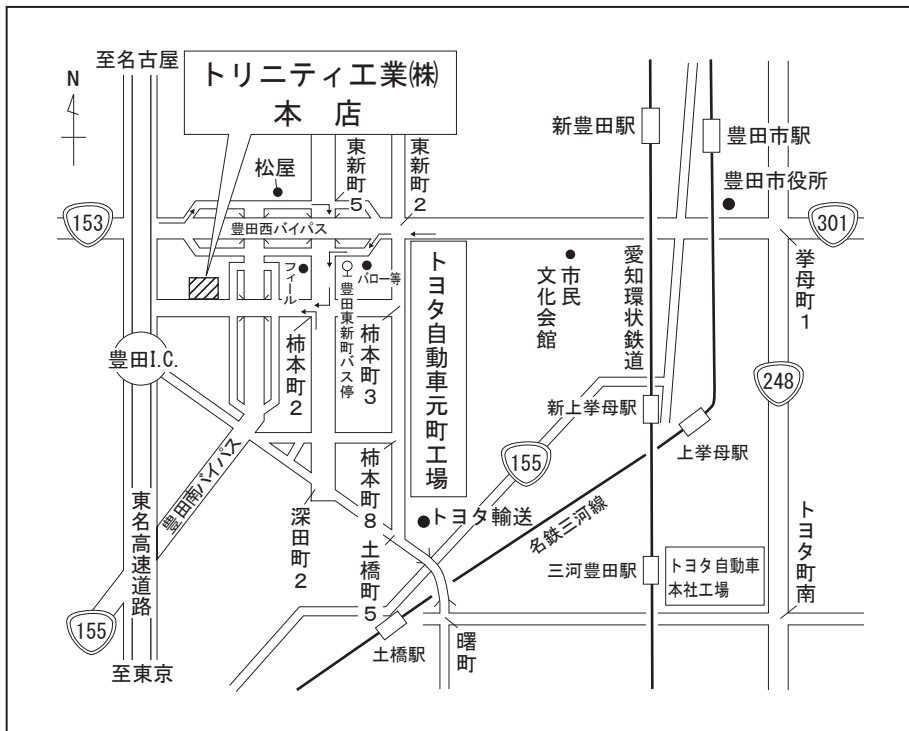 至名古屋
N
トリニティ工業㈱
本店
松屋
東新町5
東新町2
新豊田駅
豊田市駅
豊田市役所
153
豊田西バイパス
301
フィール
豊田東新町バス停
バロー等
トヨタ自動車元町工場
市民
文化会館
愛知環状鉄道
挙母町1
豊田I.C.
柿本町2
柿本町3
248
新上挙母駅
上挙母駅
155
豊田南バイパス
東名高速道路
深田町2
柿本町8
トヨタ輸送
名鉄三河線
土橋町5
三河豊田駅
トヨタ自動車
本社工場
トヨタ町南
155
土橋駅
曙町
至東京